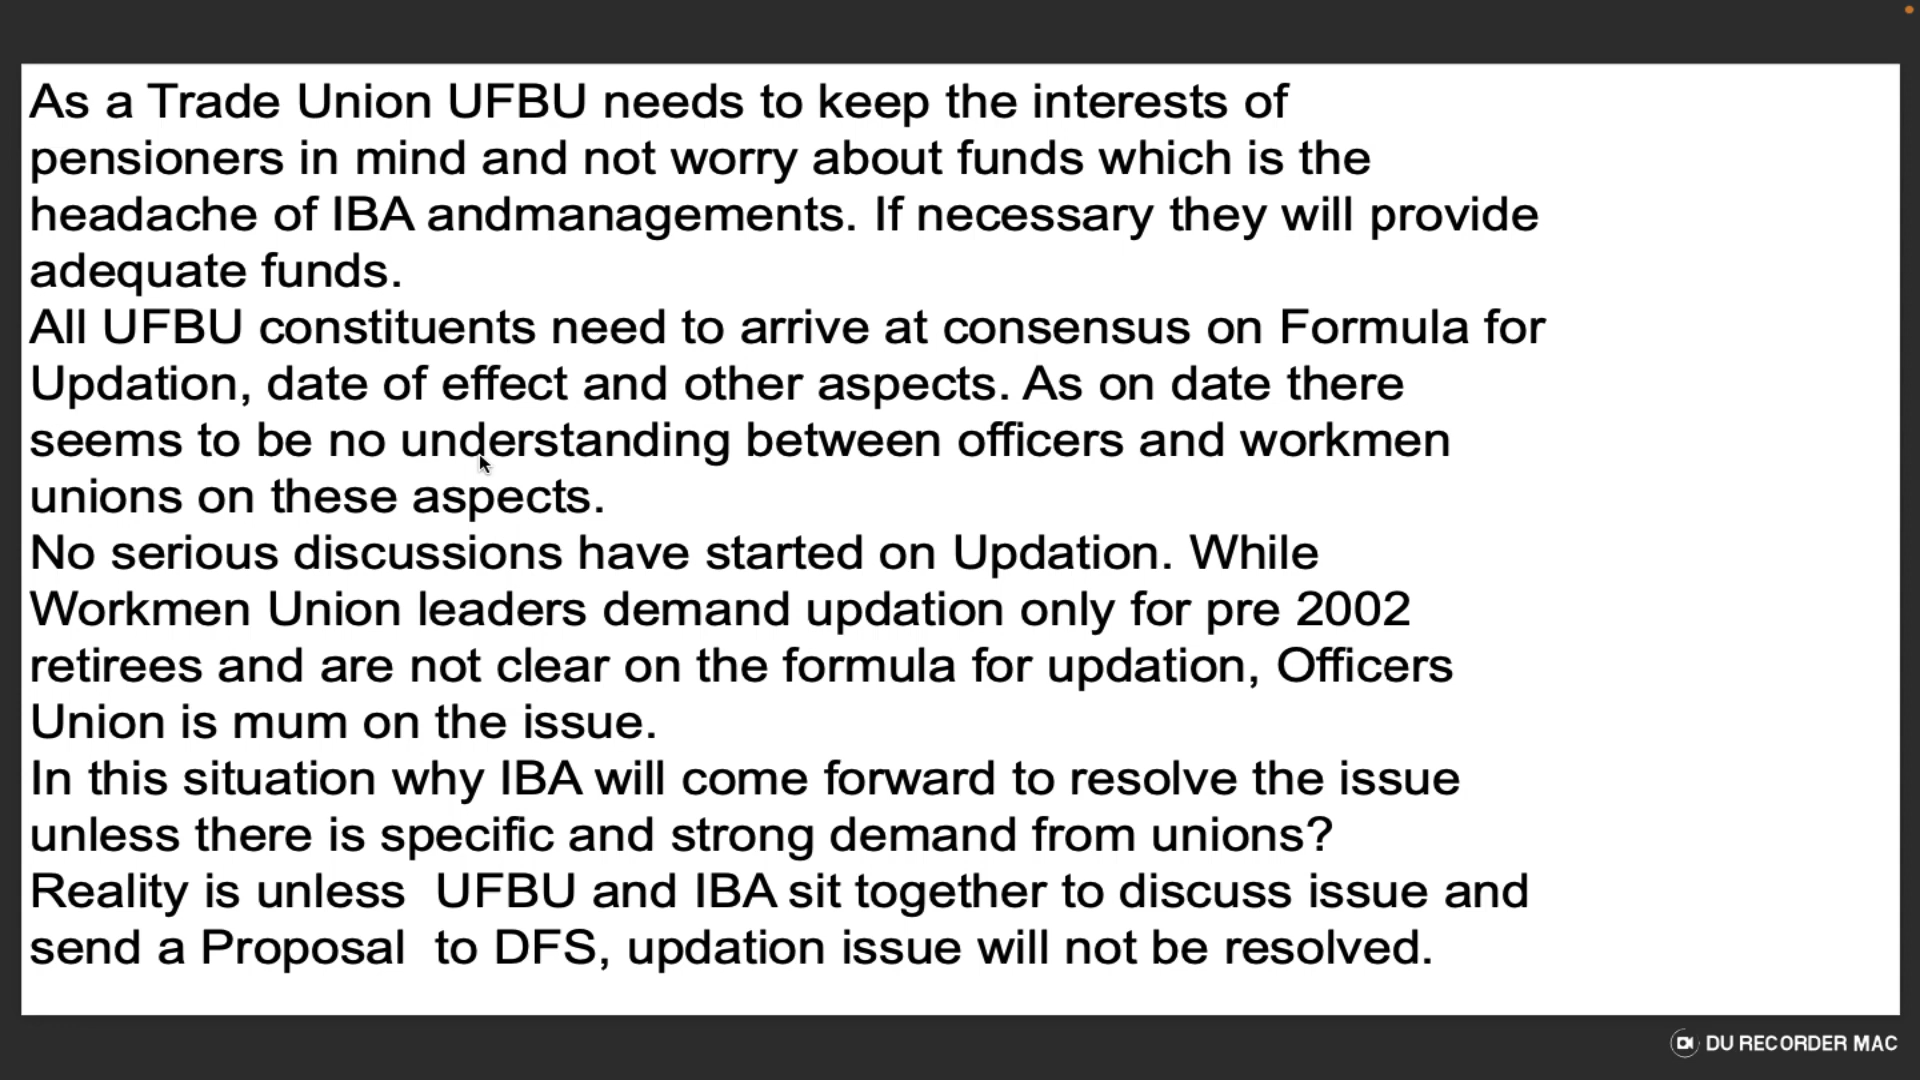 As a Trade Union UFBU needs to keep the interests of
pensioners in mind and not worry about funds which is the
headache of IBA andmanagements. If necessary they will provide
adequate funds.
All UFBU constituents need to arrive at consensus on Formula for
Updation, date of effect and other aspects. As on date there
seems to be no understanding between officers and workmen
unions on these aspects.
No serious discussions have started on Updation. While
Workmen Union leaders demand updation only for pre 2002
retirees and are not clear on the formula for updation, Officers
Union is mum on the issue.
In this situation why IBA will come forward to resolve the issue
unless there is specific and strong demand from unions?
Reality is unless  UFBU and IBA sit together to discuss issue and
send a Proposal  to DFS, updation issue will not be resolved.
DU RECORDER MAC